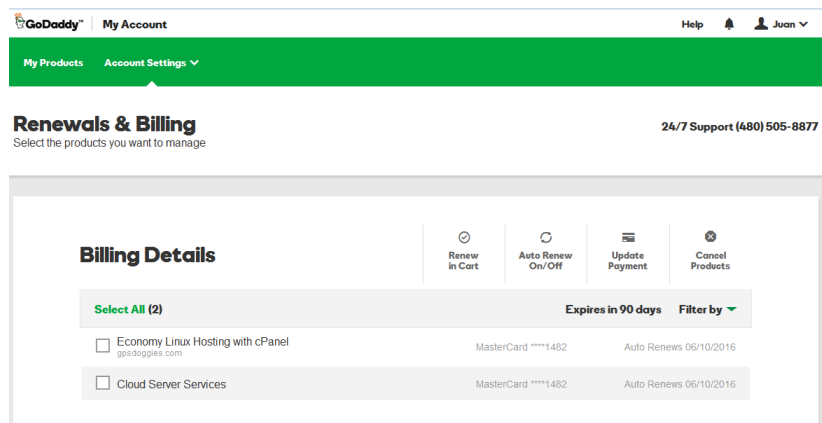 GoDaddy™ My Account Help Juan
My Products Account Settings
Renewals & Billing 24/7 Support (480) 505-8877
Select the products you want to manage
Billing Details
Renew in Cart
Auto Renew On/Off
Update Payment
Cancel Products
Select All (2) Expires in 90 days Filter by
Economy Linux Hosting with cPanel MasterCard ****1482 Auto Renews 06/10/2016
gpsdoggies.com
Cloud Server Services MasterCard ****1482 Auto Renews 06/10/2016